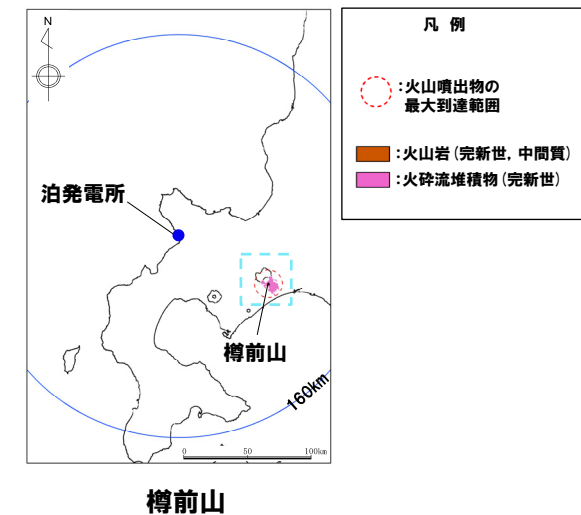 N
泊発電所
樽前山
160km
0 50 100km
凡 例
:火山噴出物の
最大到達範囲
:火山岩(完新世, 中間質)
:火砕流堆積物(完新世)
樽前山